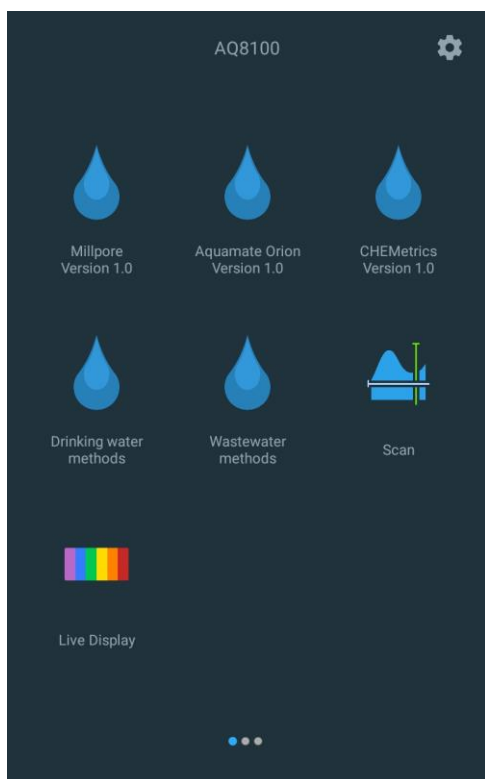 AQ8100
Millpore
Version 1.0
Aquamate Orion
Version 1.0
CHEMetrics
Version 1.0
Drinking water
methods
Wastewater
methods
Scan
Live Display